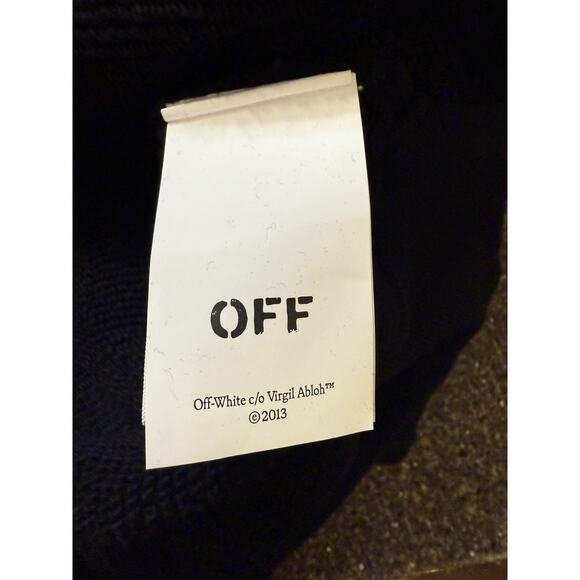 OFF
Off-White c/o Virgil Abloh™
©2013